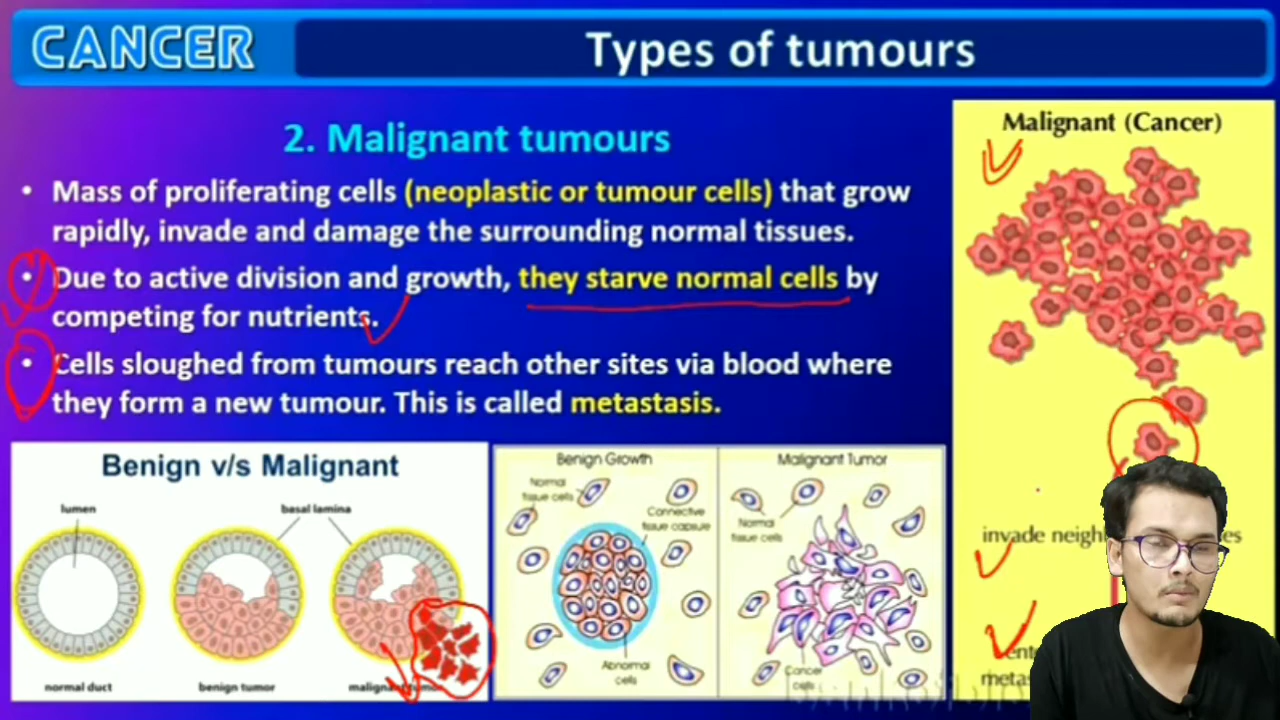 CANCER
Types of tumours
2. Malignant tumours
• Mass of proliferating cells (neoplastic or tumour cells) that grow
rapidly, invade and damage the surrounding normal tissues.
• Due to active division and growth, they starve normal cells by
competing for nutrients.
• Cells sloughed from tumours reach other sites via blood where
they form a new tumour. This is called metastasis.
Benign v/s Malignant
lumen
basal lamina
normal duct
benign tumor
Benign Growth
Normal
tissue cells
Connective
tissue capsule
Abnormal
cells
Malignant Tumor
Normal
tissue cells
Cancer
cells
Malignant (Cancer)
invade